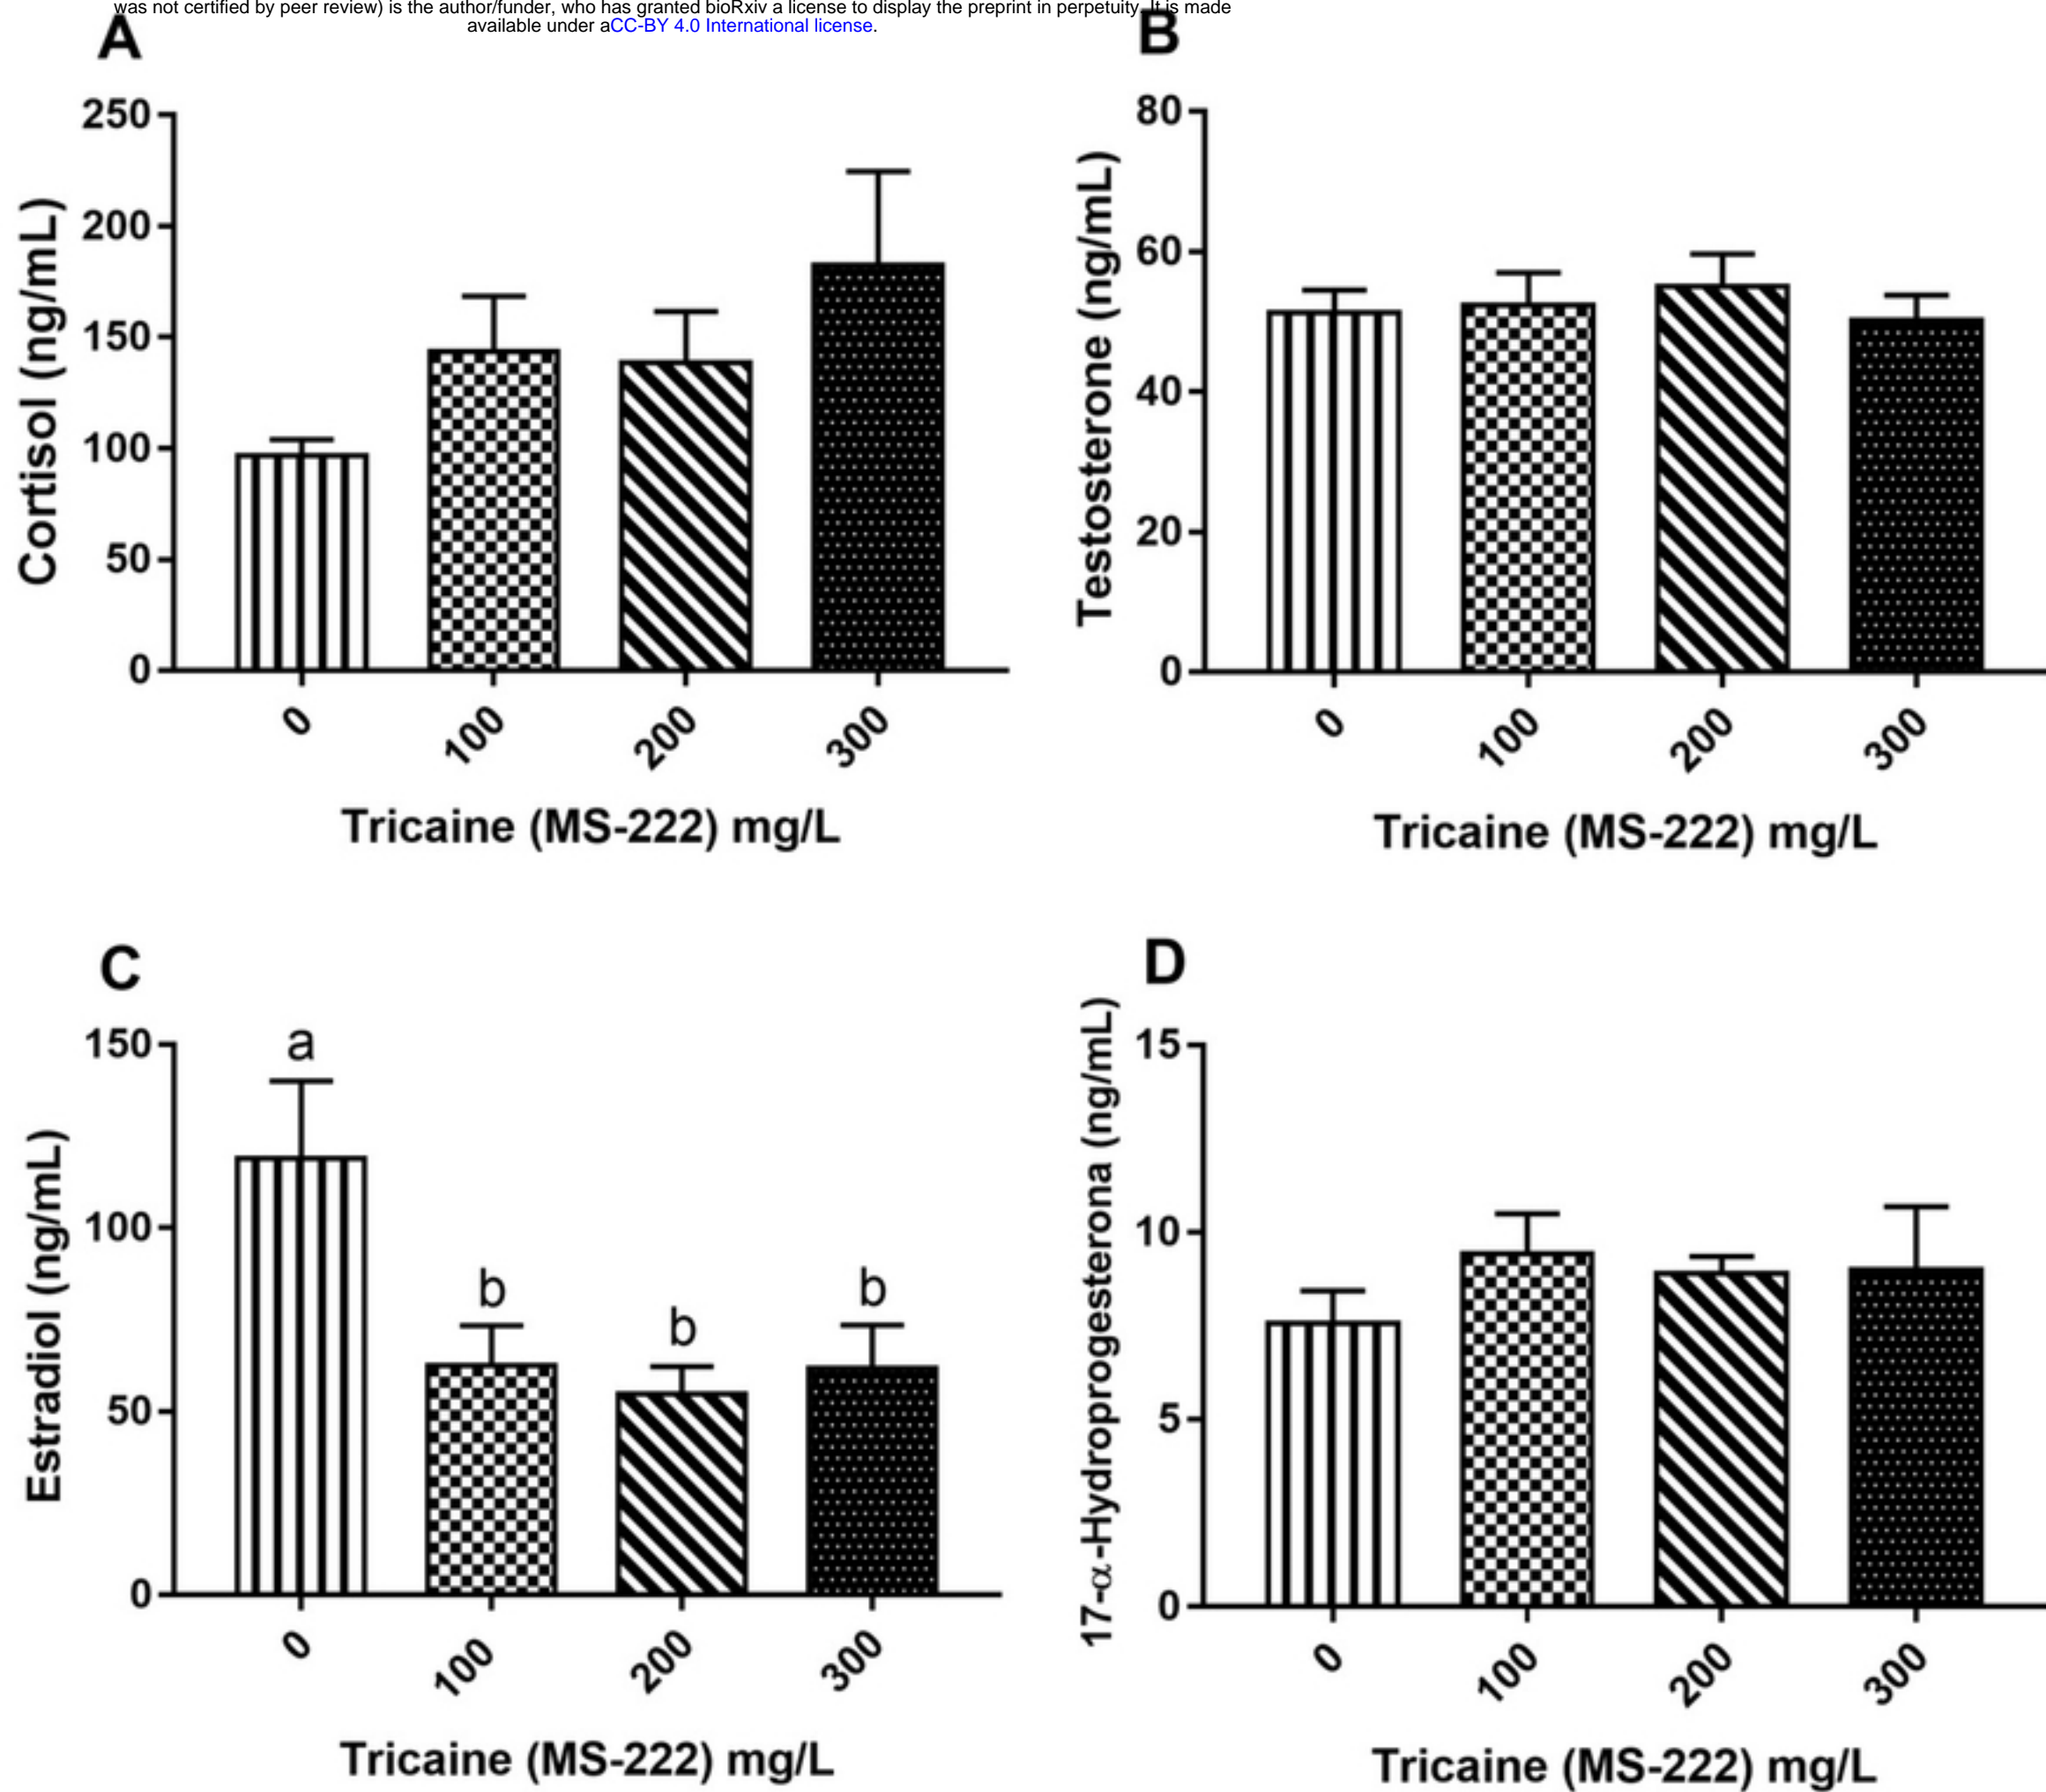 was not certified by peer review) is the author/funder, who has granted bioRxiv a license to display the preprint in perpetuity. It is made
available under aCC-BY 4.0 International license.
A
Cortisol (ng/mL)
250
200
150
100
50
0
0
100
200
300
Tricaine (MS-222) mg/L
B
Testosterone (ng/mL)
80
60
40
20
0
0
100
200
300
Tricaine (MS-222) mg/L
C
Estradiol (ng/mL)
150
100
50
0
a
b
b
b
0
100
200
300
Tricaine (MS-222) mg/L
D
17-α-Hydroprogesterona (ng/mL)
15
10
5
0
0
100
200
300
Tricaine (MS-222) mg/L